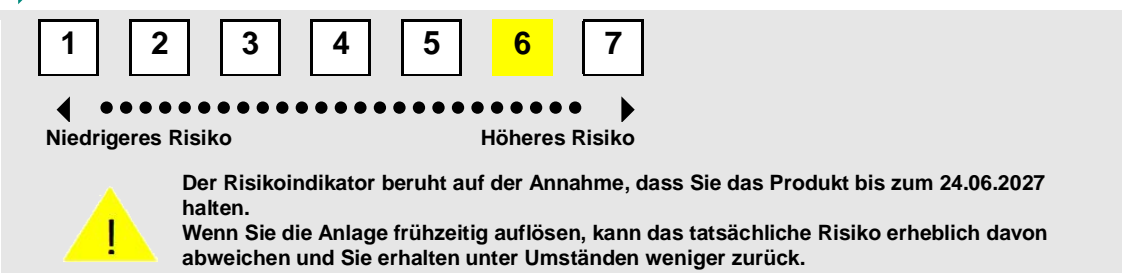 1 2 3 4 5 6 7
Niedrigeres Risiko Höheres Risiko
Der Risikoindikator beruht auf der Annahme, dass Sie das Produkt bis zum 24.06.2027
halten.
Wenn Sie die Anlage frühzeitig auflösen, kann das tatsächliche Risiko erheblich davon
abweichen und Sie erhalten unter Umständen weniger zurück.
!